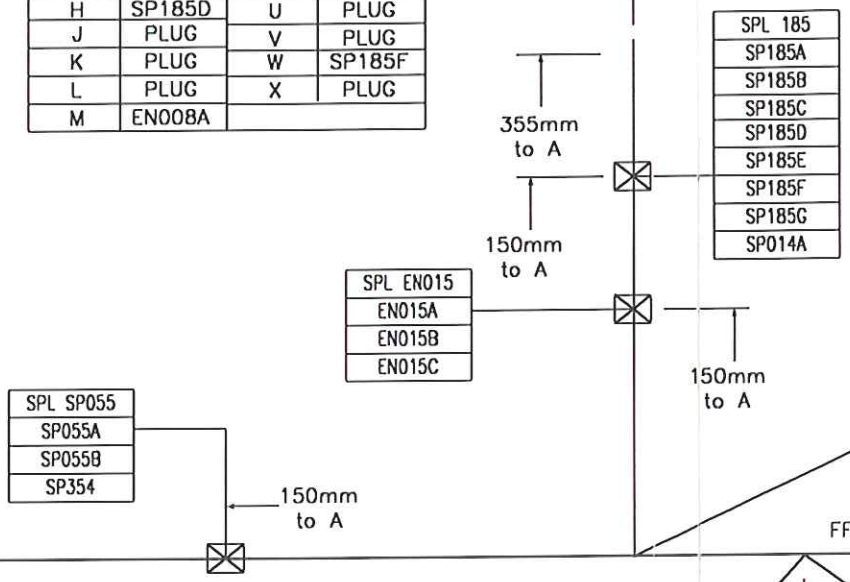 H SP185D U PLUG
J PLUG V PLUG
K PLUG W SP185F
L PLUG X PLUG
M EN008A
SPL 185
SP185A
SP185B
SP185C
SP185D
SP185E
SP185F
SP185G
SP014A
355mm
to A
150mm
to A
SPL EN015
EN015A
EN015B
EN015C
150mm
to A
SPL SP055
SP055A
SP055B
SP354
150mm
to A
FF